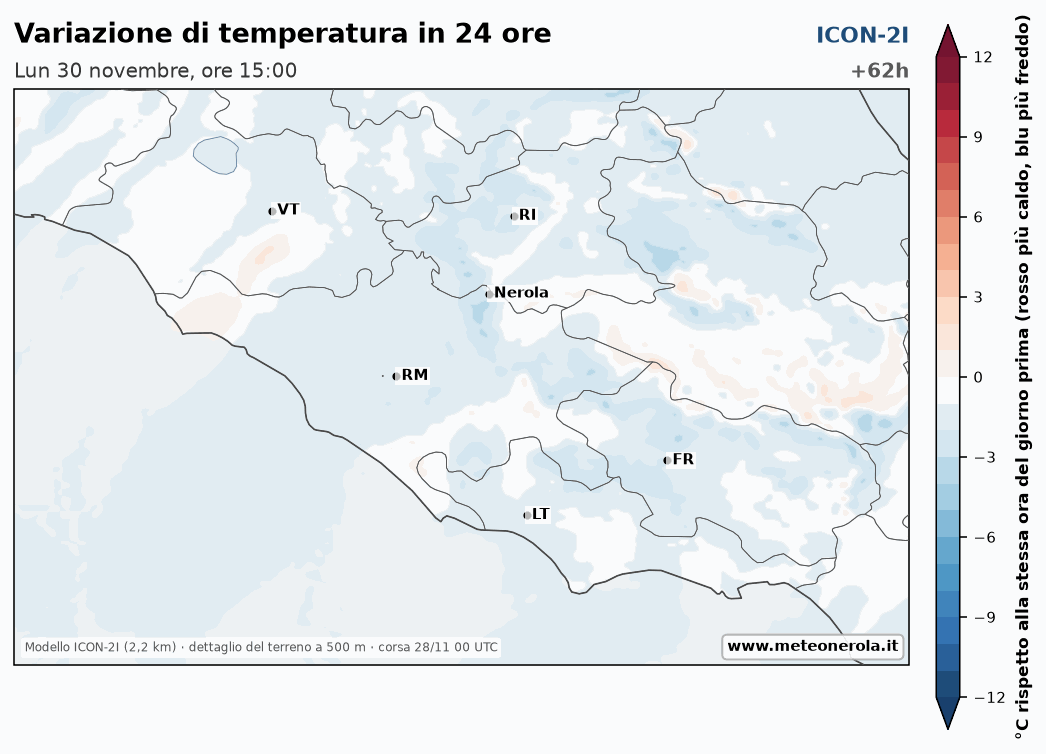 Variazione di temperatura in 24 ore
ICON-2I
Lun 30 novembre, ore 15:00
+62h
VT
RI
Nerola
RM
FR
LT
Modello ICON-2I (2,2 km) · dettaglio del terreno a 500 m · corsa 28/11 00 UTC
www.meteonerola.it
12
9
6
3
0
−3
−6
−9
−12
°C rispetto alla stessa ora del giorno prima (rosso più caldo, blu più freddo)